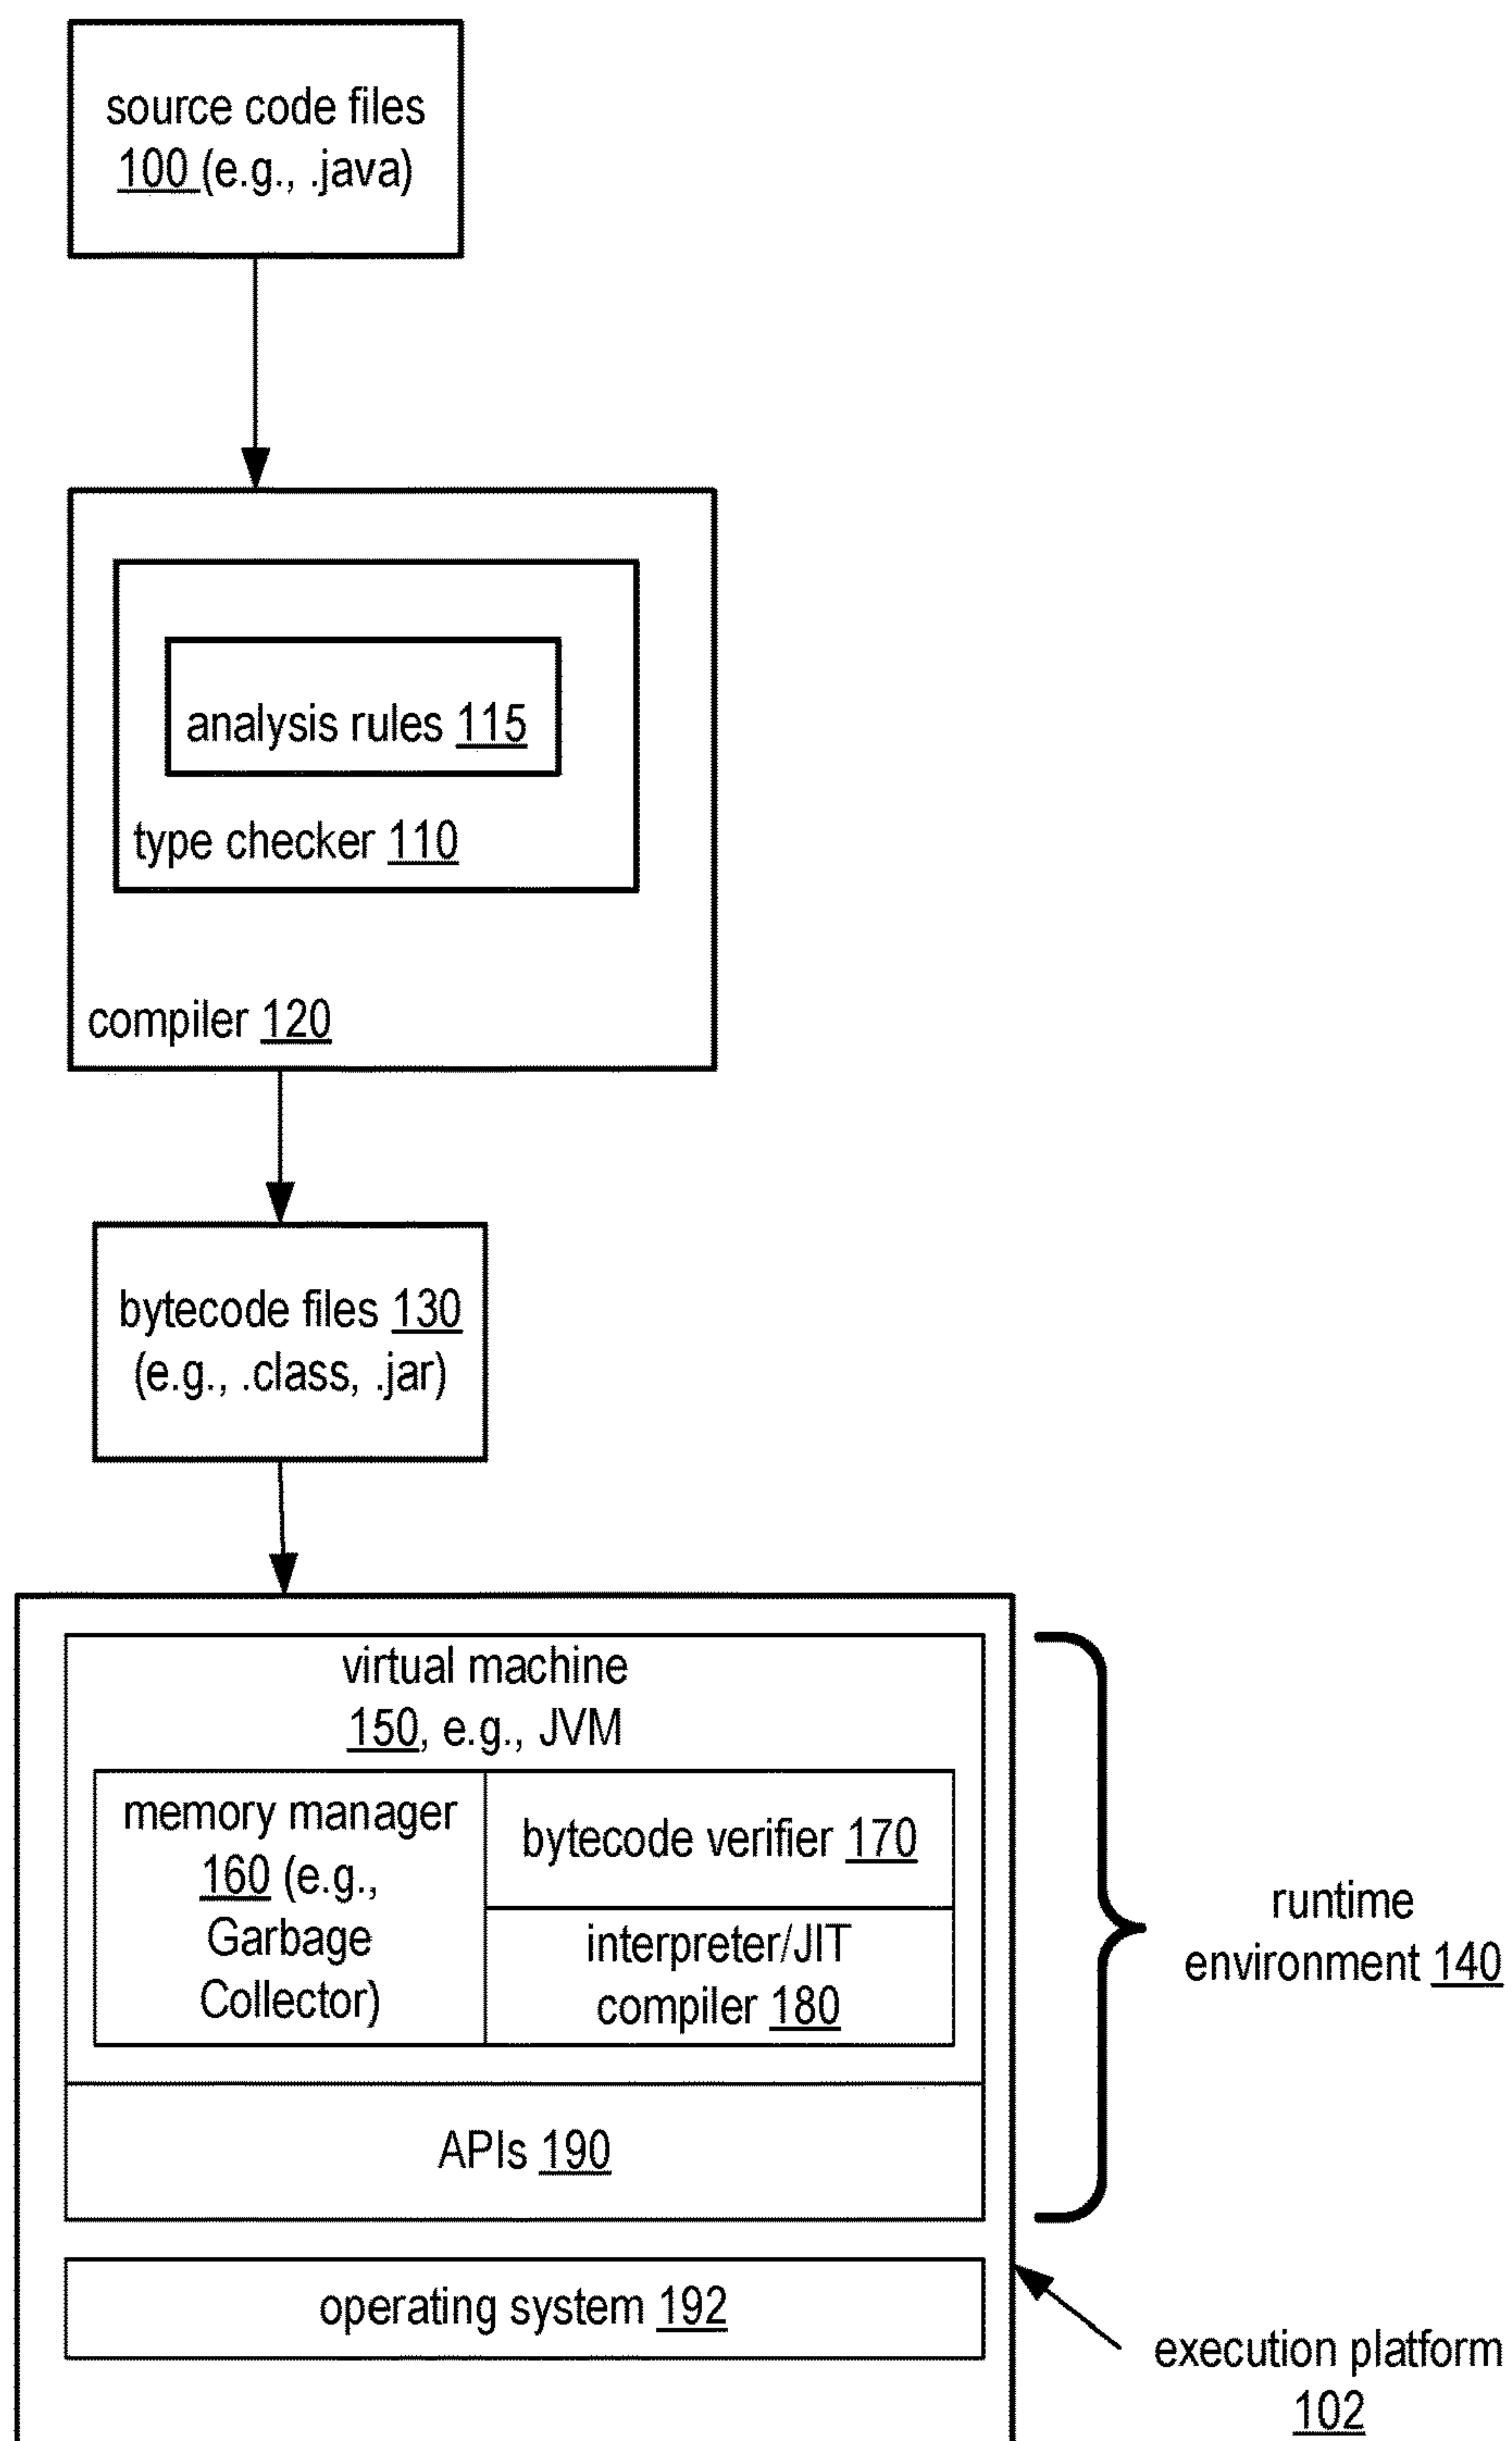 source code files
100 (e.g., .java)
analysis rules 115
type checker 110
compiler 120
bytecode files 130
(e.g., .class, .jar)
virtual machine
150, e.g., JVM
memory manager
160 (e.g.,
Garbage
Collector)
bytecode verifier 170
interpreter/JIT
compiler 180
APIs 190
runtime
environment 140
operating system 192
execution platform
102